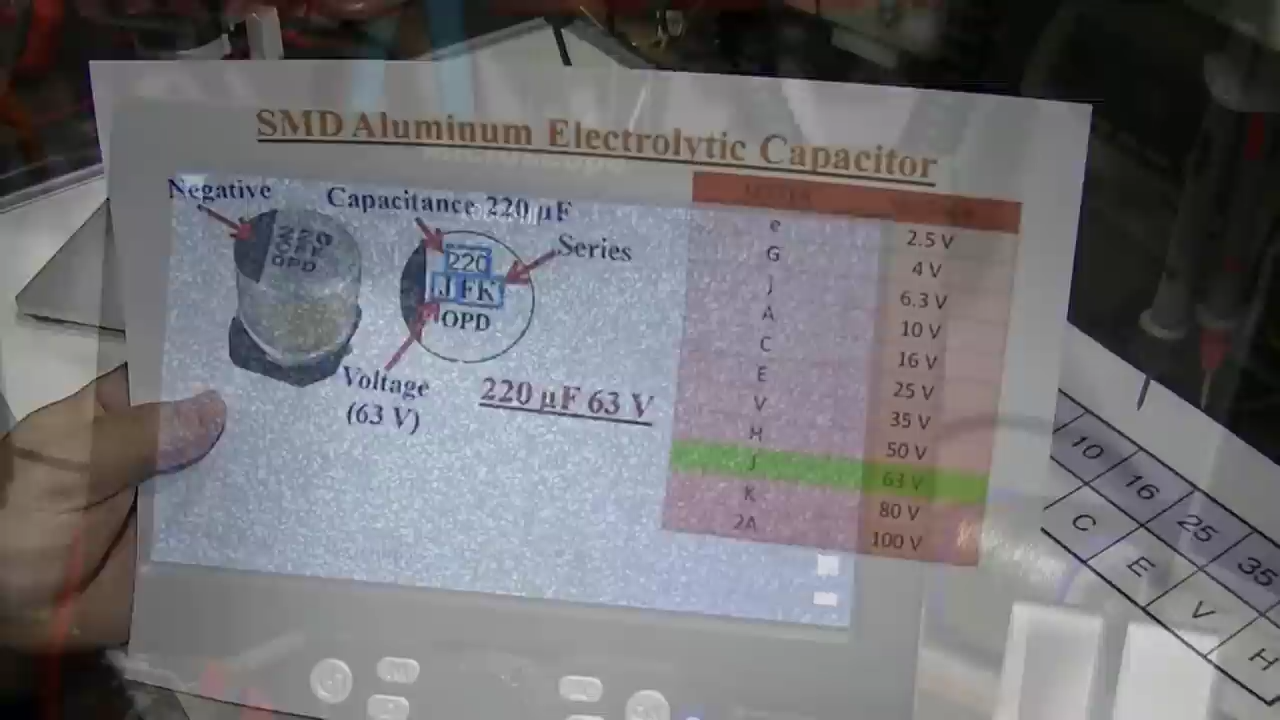 SMD Aluminum Electrolytic Capacitor
Negative
Capacitance 220 µF
Series
220
J FK
OPD
Voltage
(63 V)
220 µF 63 V
e 2.5 V
G 4 V
j 6.3 V
A 10 V
C 16 V
E 25 V
V 35 V
H 50 V
J 63 V
K 80 V
2A 100 V
OPD
10 16 25 35
C E V H